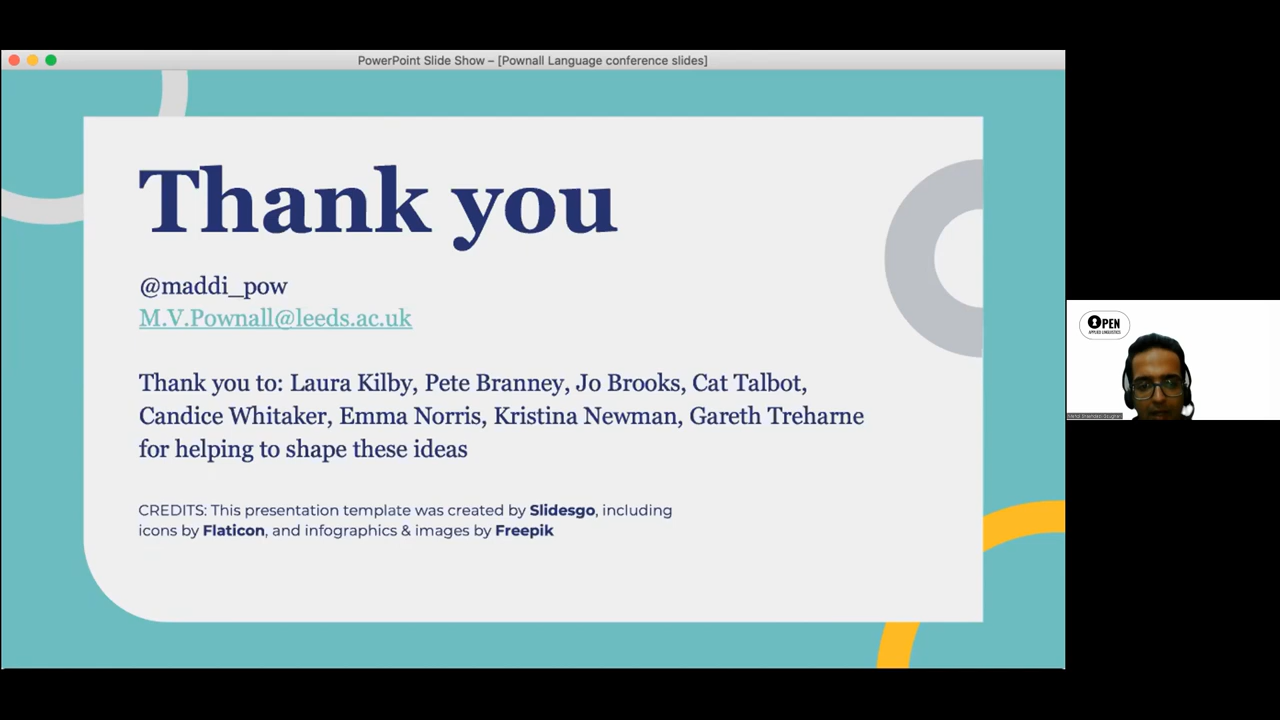 PowerPoint Slide Show – [Pownall Language conference slides]
Thank you
@maddi_pow
M.V.Pownall@leeds.ac.uk
Thank you to: Laura Kilby, Pete Branney, Jo Brooks, Cat Talbot,
Candice Whitaker, Emma Norris, Kristina Newman, Gareth Treharne
for helping to shape these ideas
CREDITS: This presentation template was created by Slidesgo, including
icons by Flaticon, and infographics & images by Freepik
OPEN
APPLIED LINGUISTICS